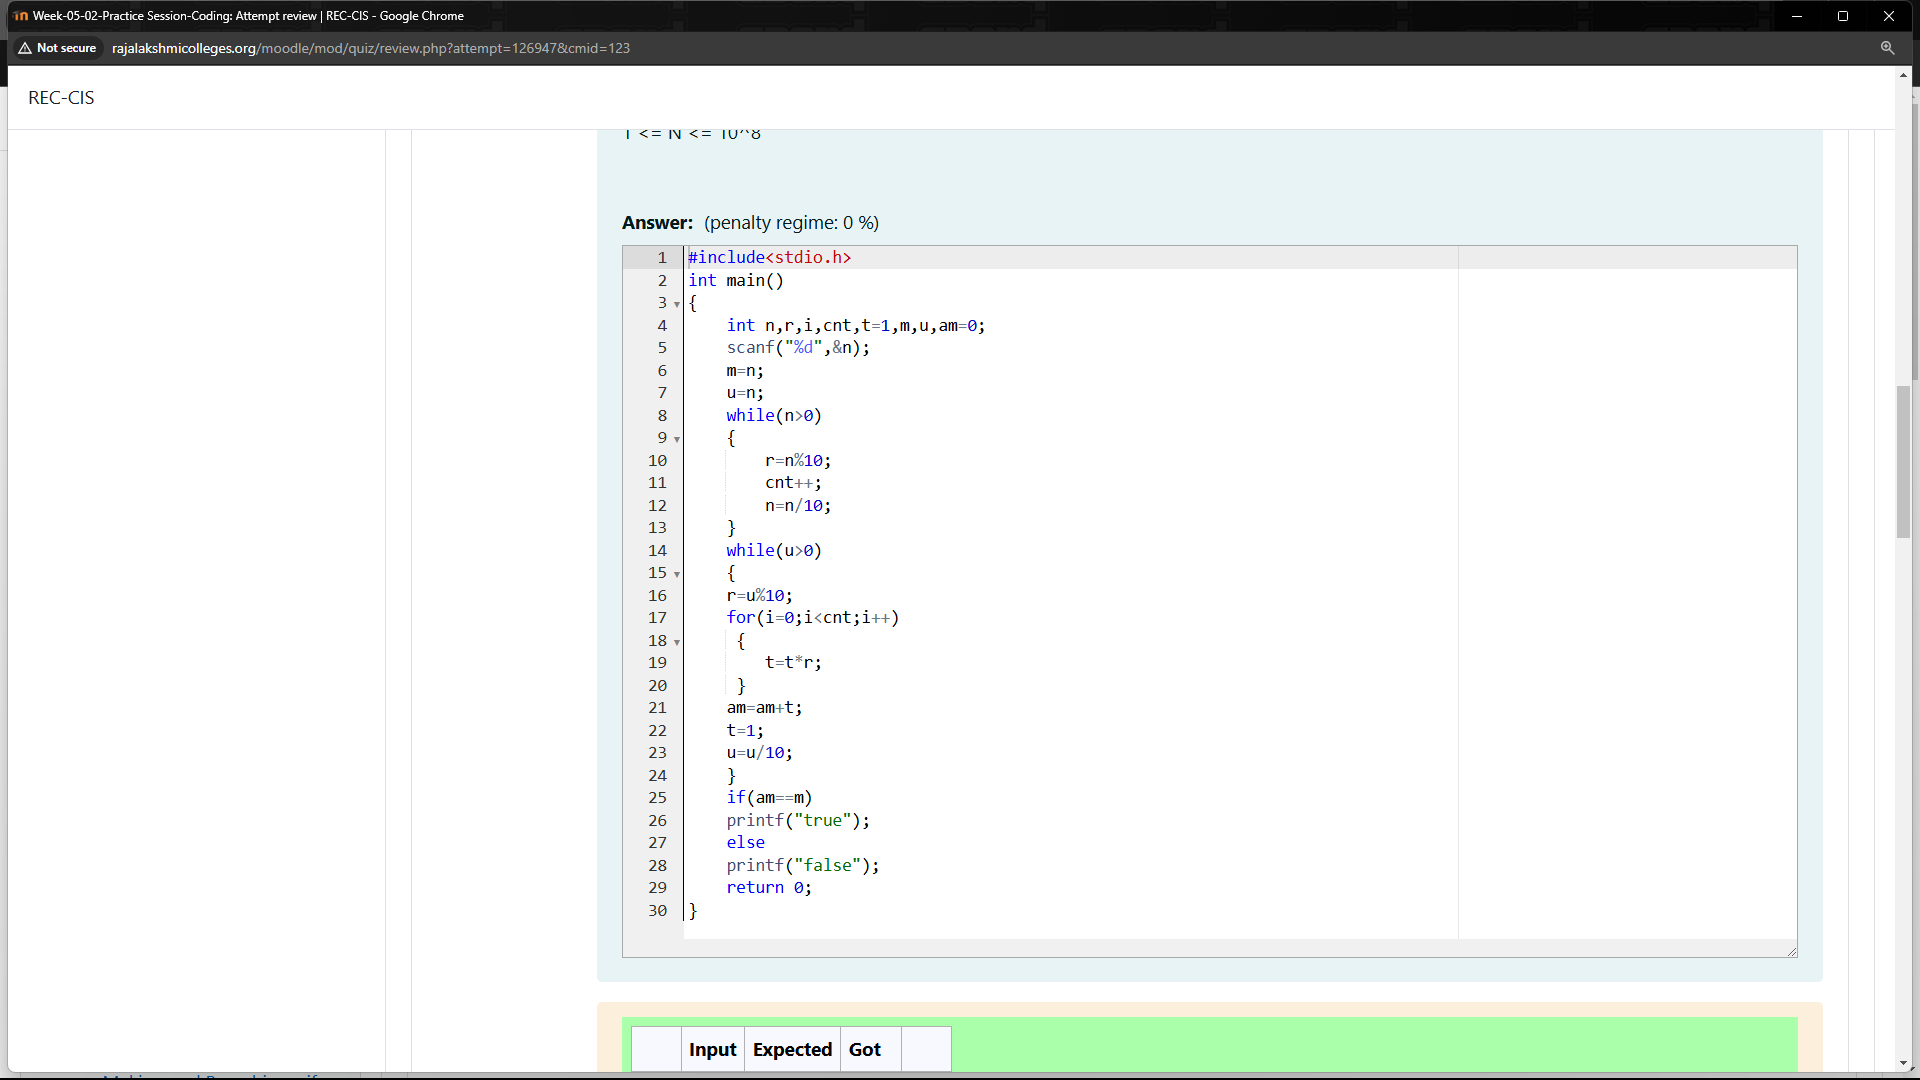 Week-05-02-Practice Session-Coding: Attempt review | REC-CIS - Google Chrome
Not secure rajalakshmicolleges.org/moodle/mod/quiz/review.php?attempt=126947&cmid=123
REC-CIS
1 <= N <= 10^8
Answer: (penalty regime: 0 %)
1 #include<stdio.h>
2 int main()
3 {
4 int n,r,i,cnt,t=1,m,u,am=0;
5 scanf("%d",&n);
6 m=n;
7 u=n;
8 while(n>0)
9 {
10 r=n%10;
11 cnt++;
12 n=n/10;
13 }
14 while(u>0)
15 {
16 r=u%10;
17 for(i=0;i<cnt;i++)
18 {
19 t=t*r;
20 }
21 am=am+t;
22 t=1;
23 u=u/10;
24 }
25 if(am==m)
26 printf("true");
27 else
28 printf("false");
29 return 0;
30 }
Input Expected Got